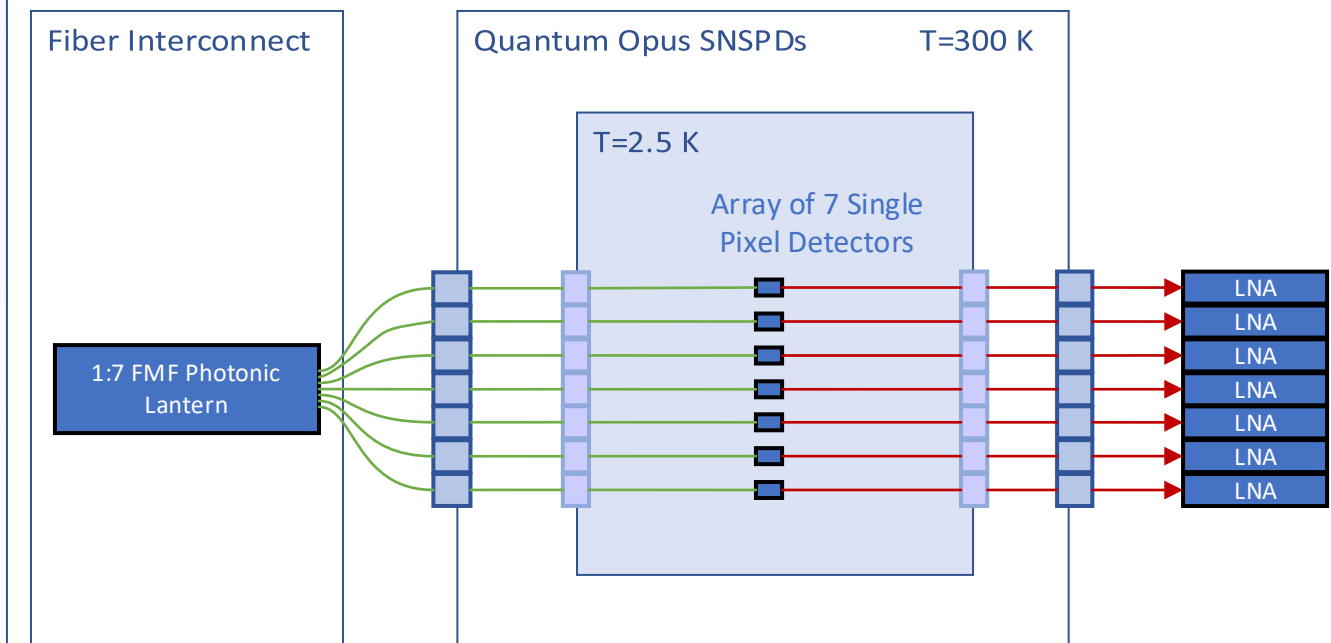 Fiber Interconnect
Quantum Opus SNSPDs
T=300 K
T=2.5 K
Array of 7 Single
Pixel Detectors
1:7 FMF Photonic
Lantern
LNA
LNA
LNA
LNA
LNA
LNA
LNA